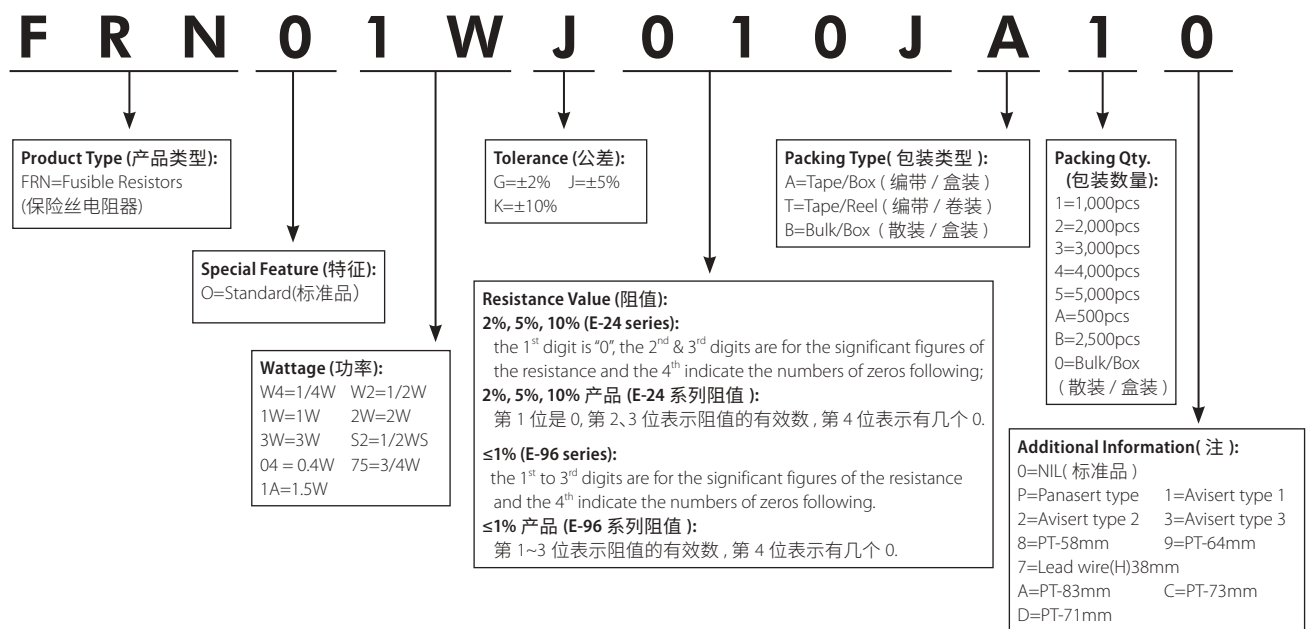 F R N 0 1 W J 0 1 0 J A 1 0
Product Type (产品类型):
FRN=Fusible Resistors
(保险丝电阻器)
Special Feature (特征):
O=Standard(标准品)
Wattage (功率):
W4=1/4W W2=1/2W
1W=1W 2W=2W
3W=3W S2=1/2WS
04 = 0.4W 75=3/4W
1A=1.5W
Tolerance (公差):
G=±2% J=±5%
K=±10%
Resistance Value (阻值):
2%, 5%, 10% (E-24 series):
the 1st digit is "0", the 2nd & 3rd digits are for the significant figures of
the resistance and the 4th indicate the numbers of zeros following;
2%, 5%, 10% 产品 (E-24 系列阻值 ):
第 1 位是 0, 第 2、3 位表示阻值的有效数 , 第 4 位表示有几个 0.
≤1% (E-96 series):
the 1st to 3rd digits are for the significant figures of the resistance
and the 4th indicate the numbers of zeros following.
≤1% 产品 (E-96 系列阻值 ):
第 1~3 位表示阻值的有效数 , 第 4 位表示有几个 0.
Packing Type( 包装类型 ):
A=Tape/Box ( 编带 / 盒装 )
T=Tape/Reel ( 编带 / 卷装 )
B=Bulk/Box ( 散装 / 盒装 )
Packing Qty.
(包装数量):
1=1,000pcs
2=2,000pcs
3=3,000pcs
4=4,000pcs
5=5,000pcs
A=500pcs
B=2,500pcs
0=Bulk/Box
( 散装 / 盒装 )
Additional Information( 注 ):
0=NIL( 标准品 )
P=Panasert type 1=Avisert type 1
2=Avisert type 2 3=Avisert type 3
8=PT-58mm 9=PT-64mm
7=Lead wire(H)38mm
A=PT-83mm C=PT-73mm
D=PT-71mm